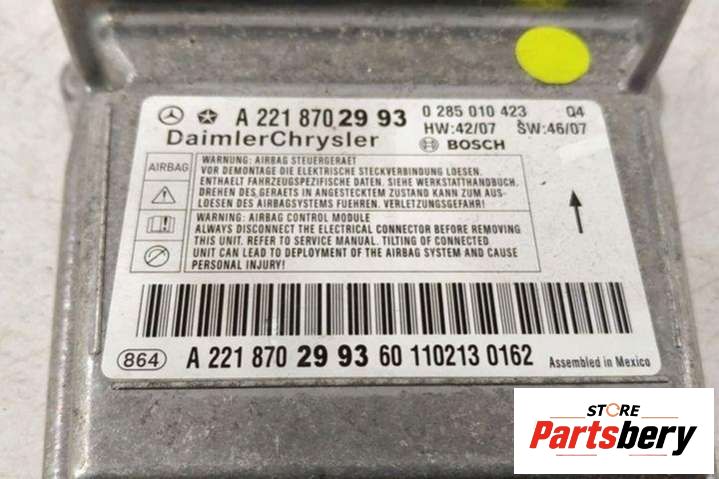 A 221 870 29 93
0 285 010 423 Q4
DaimlerChrysler
HW:42/07 SW:46/07
BOSCH
AIRBAG
WARNUNG: AIRBAG STEUERGERAET
VOR DEMONTAGE DIE ELEKTRISCHE STECKVERBINDUNG LOESEN.
ENTHAELT FAHRZEUGSPEZIFISCHE DATEN. SIEHE WERKSTATTHANDBUCH.
DREHEN DES GERAETS IN ANGESTECKTEM ZUSTAND KANN ZUM AUS-
LOESEN DES AIRBAGSYSTEMS FUEHREN. VERLETZUNGSGEFAHR!
WARNING: AIRBAG CONTROL MODULE
ALWAYS DISCONNECT THE ELECTRICAL CONNECTOR BEFORE REMOVING
THIS UNIT. REFER TO SERVICE MANUAL. TILTING OF CONNECTED
UNIT CAN LEAD TO DEPLOYMENT OF THE AIRBAG SYSTEM AND CAUSE
PERSONAL INJURY!
864 A 221 870 29 93 60 110213 0162 Assembled in Mexico
STORE
Partsbery